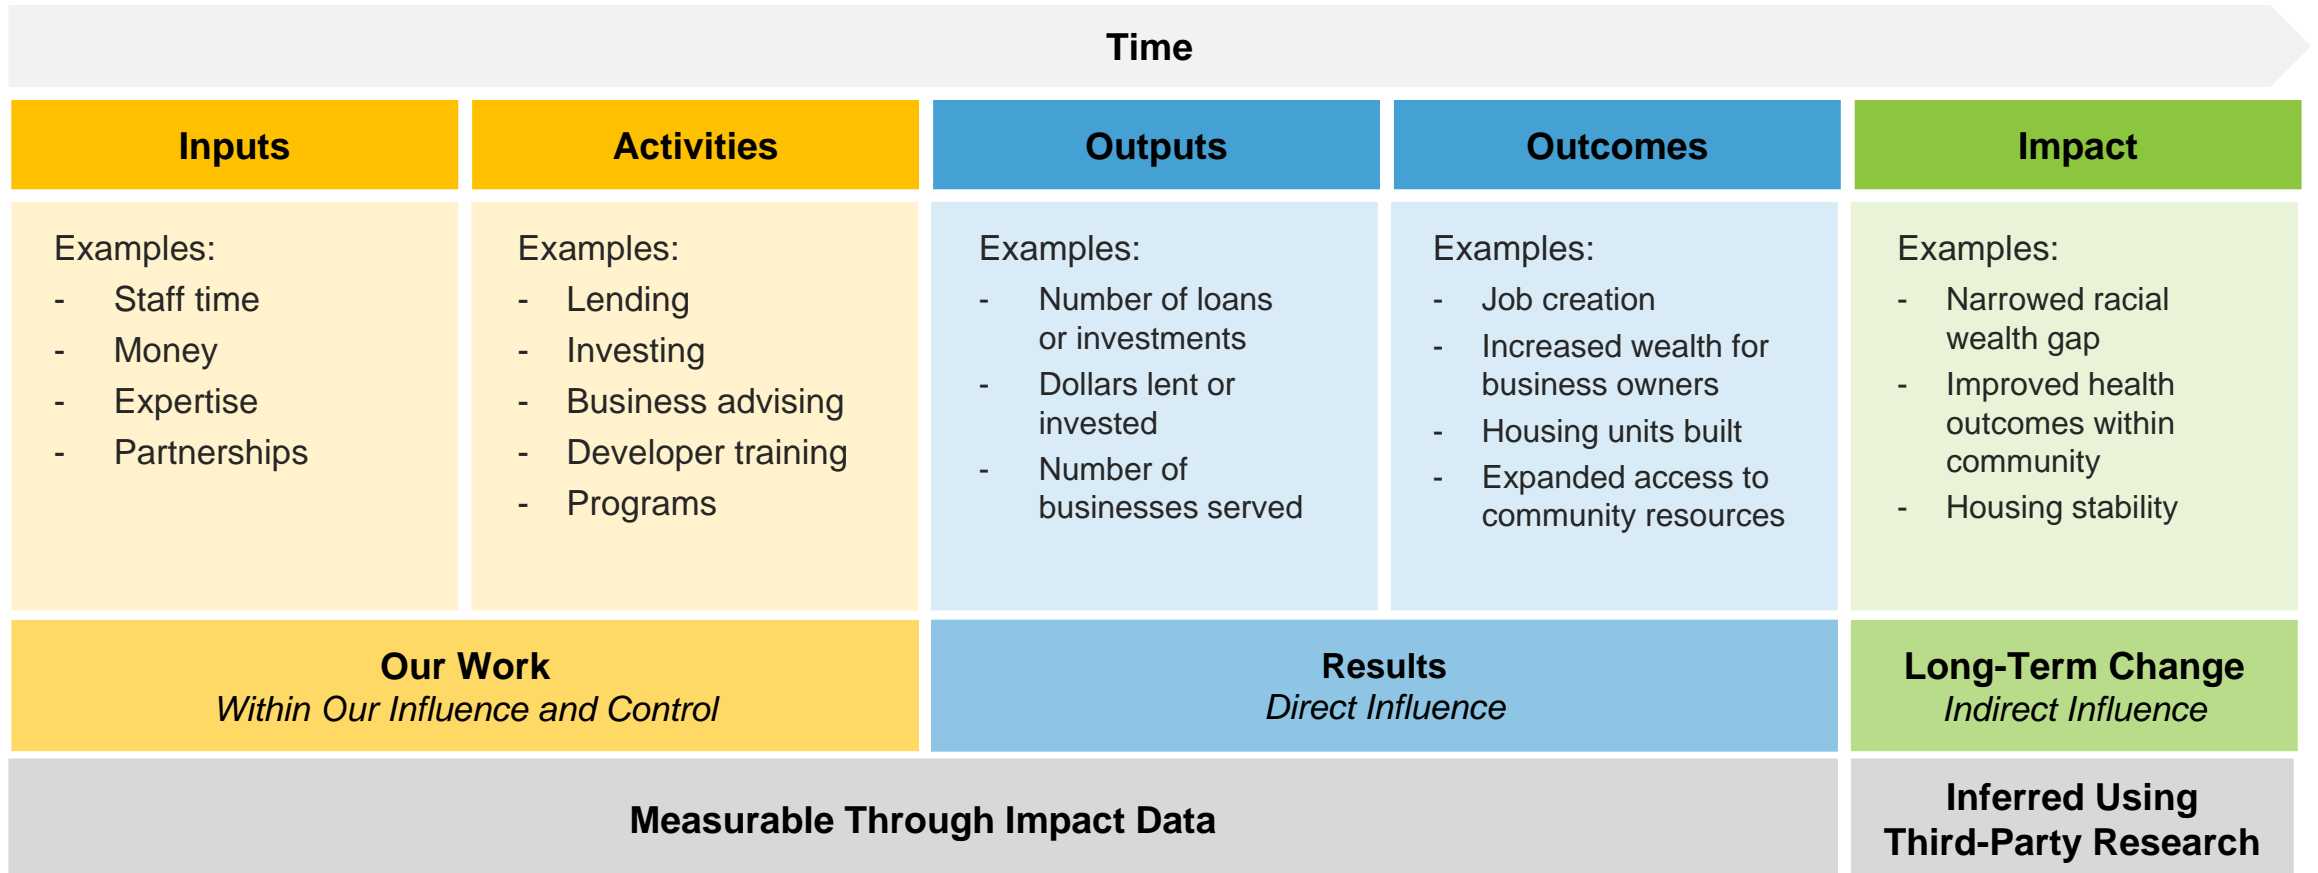 Time
Inputs
Activities
Outputs
Outcomes
Impact
Examples:
- Staff time
- Money
- Expertise
- Partnerships
Examples:
- Lending
- Investing
- Business advising
- Developer training
- Programs
Examples:
- Number of loans
or investments
- Dollars lent or
invested
- Number of
businesses served
Examples:
- Job creation
- Increased wealth for
business owners
- Housing units built
- Expanded access to
community resources
Examples:
- Narrowed racial
wealth gap
- Improved health
outcomes within
community
- Housing stability
Our Work
Within Our Influence and Control
Results
Direct Influence
Long-Term Change
Indirect Influence
Measurable Through Impact Data
Inferred Using
Third-Party Research